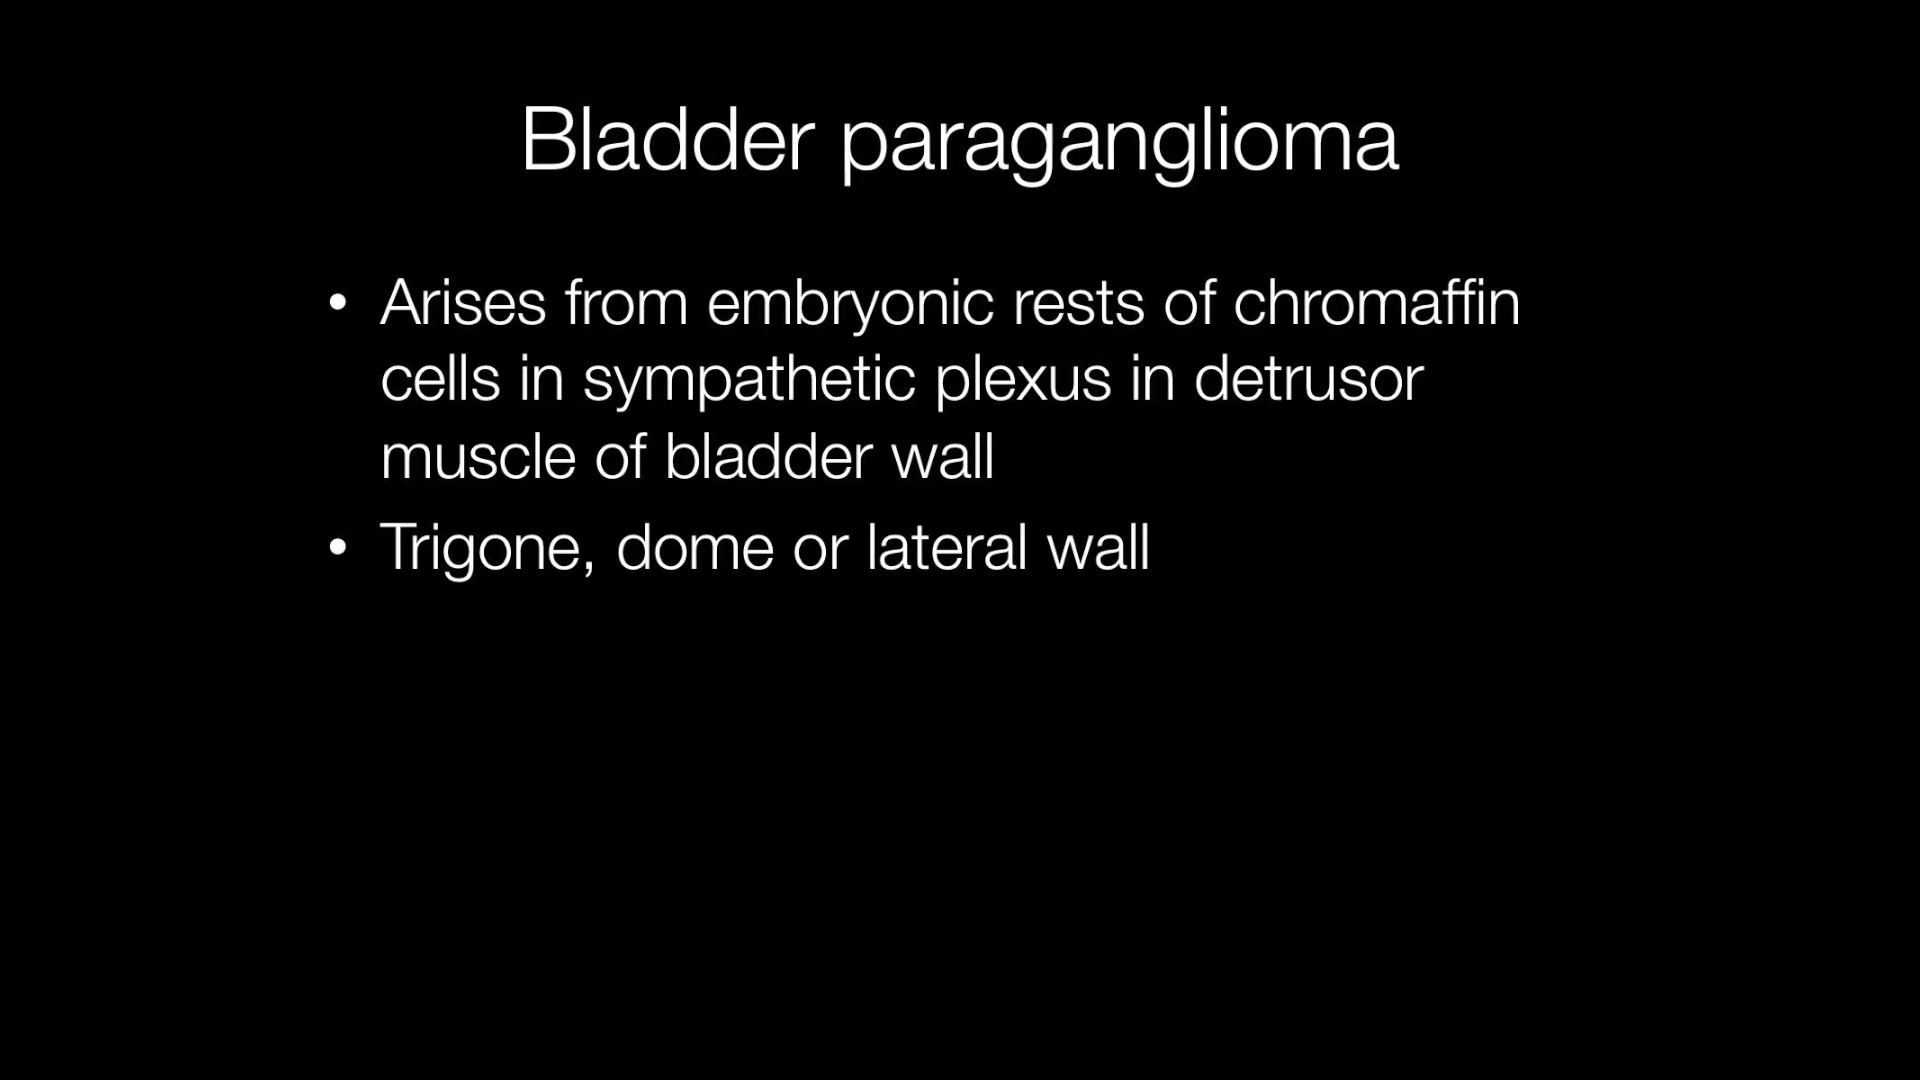 Bladder paraganglioma
• Arises from embryonic rests of chromaffin
cells in sympathetic plexus in detrusor
muscle of bladder wall
• Trigone, dome or lateral wall